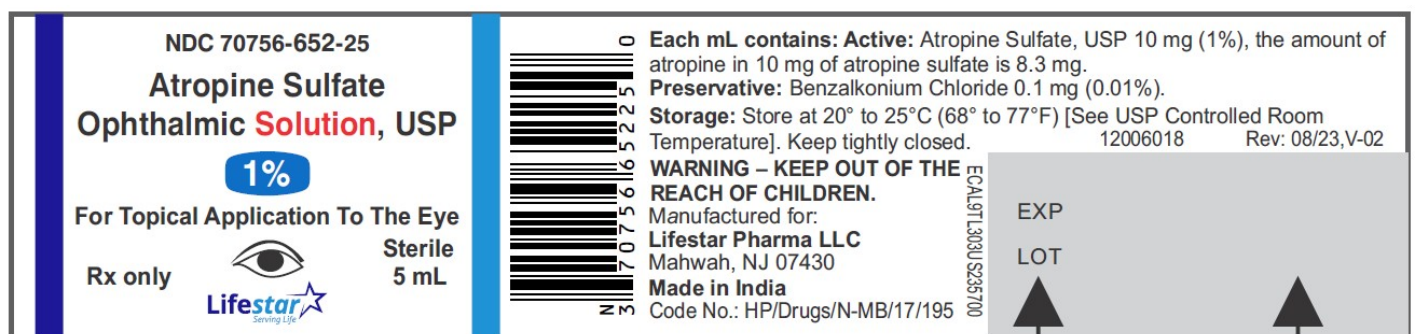 NDC 70756-652-25
Atropine Sulfate
Ophthalmic Solution, USP
1%
For Topical Application To The Eye
Rx only
Sterile
5 mL
Lifestar
Serving Life
N 3 70756 65225 0
Each mL contains: Active: Atropine Sulfate, USP 10 mg (1%), the amount of
atropine in 10 mg of atropine sulfate is 8.3 mg.
Preservative: Benzalkonium Chloride 0.1 mg (0.01%).
Storage: Store at 20° to 25°C (68° to 77°F) [See USP Controlled Room
Temperature]. Keep tightly closed.
12006018 Rev: 08/23,V-02
WARNING – KEEP OUT OF THE
REACH OF CHILDREN.
Manufactured for:
Lifestar Pharma LLC
Mahwah, NJ 07430
Made in India
Code No.: HP/Drugs/N-MB/17/195
ECAL9TL303US235700
EXP
LOT